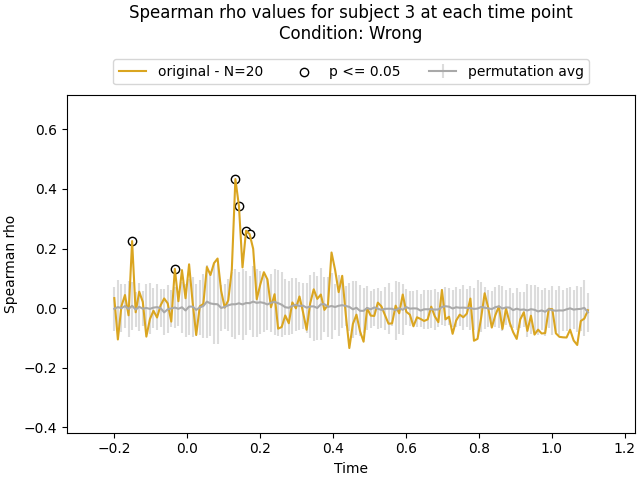 Spearman rho values for subject 3 at each time point
Condition: Wrong
original - N=20 p <= 0.05 permutation avg
0.6
0.4
0.2
0.0
−0.2
−0.4
Spearman rho
−0.2 0.0 0.2 0.4 0.6 0.8 1.0 1.2
Time